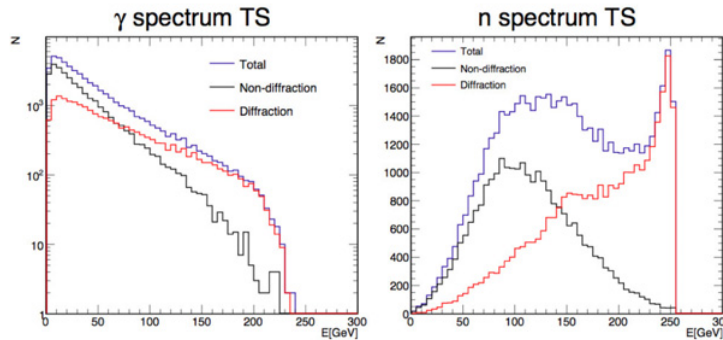 γ spectrum TS
N
10³
10²
10
1
Total
Non-diffraction
Diffraction
0 50 100 150 200 250 300
E[GeV]
n spectrum TS
N
1800
1600
1400
1200
1000
800
600
400
200
0
Total
Non-diffraction
Diffraction
0 50 100 150 200 250 300
E[GeV]